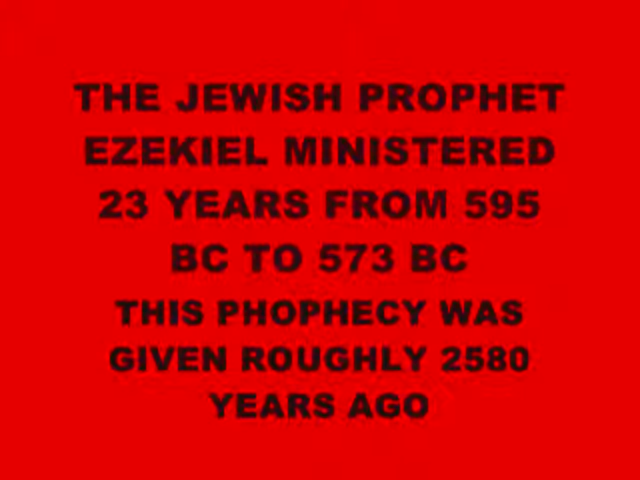 THE JEWISH PROPHET
EZEKIEL MINISTERED
23 YEARS FROM 595
BC TO 573 BC
THIS PHOPHECY WAS
GIVEN ROUGHLY 2580
YEARS AGO